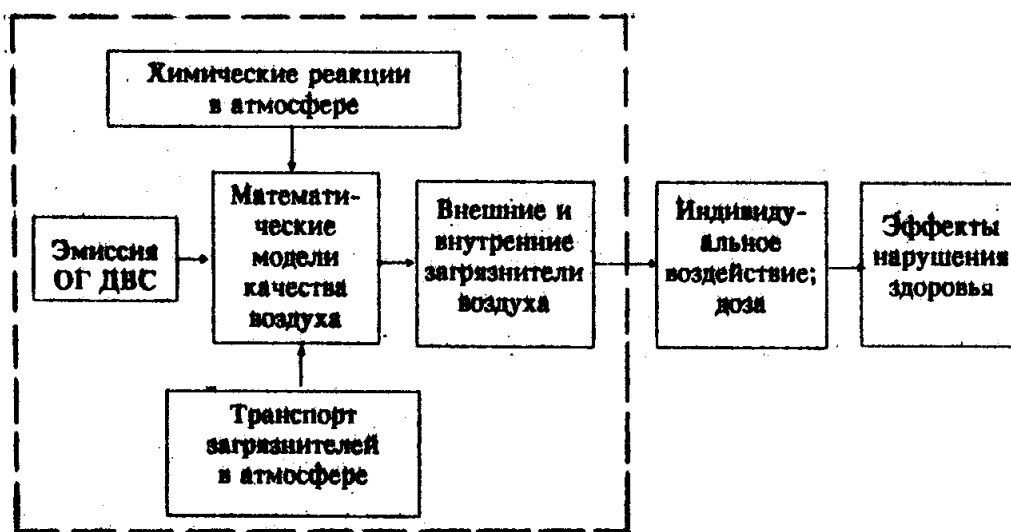 Химические реакции
в атмосфере
Эмиссия
ОГ ДВС
Математи-
ческие
модели
качества
воздуха
Внешние и
внутренние
загрязнители
воздуха
Индивиду-
альное
воздействие;
доза
Эффекты
нарушения
здоровья
Транспорт
загрязнителей
в атмосфере